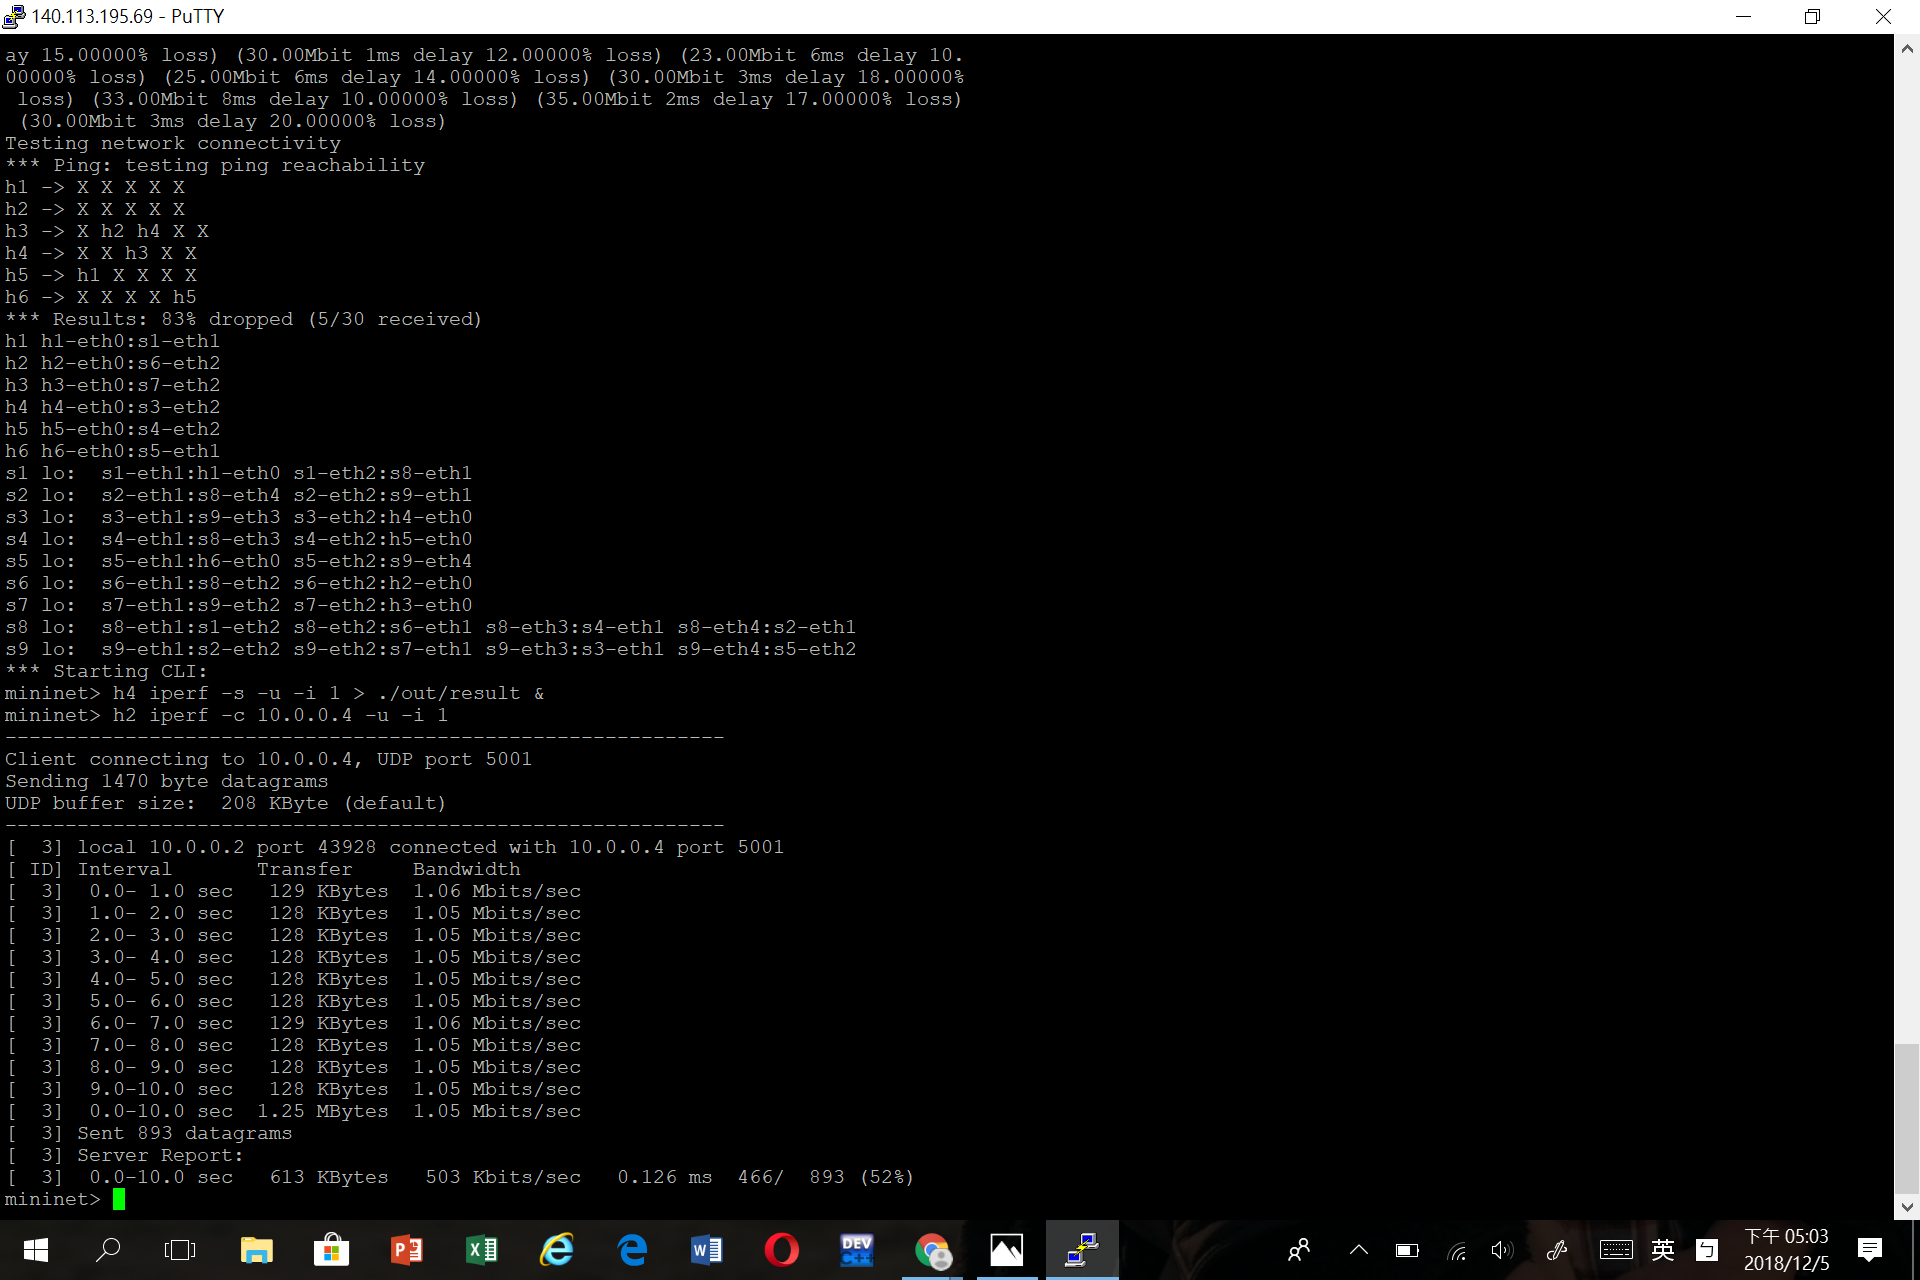 140.113.195.69 - PuTTY
ay 15.00000% loss) (30.00Mbit 1ms delay 12.00000% loss) (23.00Mbit 6ms delay 10.
00000% loss) (25.00Mbit 6ms delay 14.00000% loss) (30.00Mbit 3ms delay 18.00000%
 loss) (33.00Mbit 8ms delay 10.00000% loss) (35.00Mbit 2ms delay 17.00000% loss)
 (30.00Mbit 3ms delay 20.00000% loss)
Testing network connectivity
*** Ping: testing ping reachability
h1 -> X X X X X
h2 -> X X X X X
h3 -> X h2 h4 X X
h4 -> X X h3 X X
h5 -> h1 X X X X
h6 -> X X X X h5
*** Results: 83% dropped (5/30 received)
h1 h1-eth0:s1-eth1
h2 h2-eth0:s6-eth2
h3 h3-eth0:s7-eth2
h4 h4-eth0:s3-eth2
h5 h5-eth0:s4-eth2
h6 h6-eth0:s5-eth1
s1 lo:  s1-eth1:h1-eth0 s1-eth2:s8-eth1
s2 lo:  s2-eth1:s8-eth4 s2-eth2:s9-eth1
s3 lo:  s3-eth1:s9-eth3 s3-eth2:h4-eth0
s4 lo:  s4-eth1:s8-eth3 s4-eth2:h5-eth0
s5 lo:  s5-eth1:h6-eth0 s5-eth2:s9-eth4
s6 lo:  s6-eth1:s8-eth2 s6-eth2:h2-eth0
s7 lo:  s7-eth1:s9-eth2 s7-eth2:h3-eth0
s8 lo:  s8-eth1:s1-eth2 s8-eth2:s6-eth1 s8-eth3:s4-eth1 s8-eth4:s2-eth1
s9 lo:  s9-eth1:s2-eth2 s9-eth2:s7-eth1 s9-eth3:s3-eth1 s9-eth4:s5-eth2
*** Starting CLI:
mininet> h4 iperf -s -u -i 1 > ./out/result &
mininet> h2 iperf -c 10.0.0.4 -u -i 1
------------------------------------------------------------
Client connecting to 10.0.0.4, UDP port 5001
Sending 1470 byte datagrams
UDP buffer size:  208 KByte (default)
------------------------------------------------------------
[  3] local 10.0.0.2 port 43928 connected with 10.0.0.4 port 5001
[ ID] Interval       Transfer     Bandwidth
[  3]  0.0- 1.0 sec   129 KBytes  1.06 Mbits/sec
[  3]  1.0- 2.0 sec   128 KBytes  1.05 Mbits/sec
[  3]  2.0- 3.0 sec   128 KBytes  1.05 Mbits/sec
[  3]  3.0- 4.0 sec   128 KBytes  1.05 Mbits/sec
[  3]  4.0- 5.0 sec   128 KBytes  1.05 Mbits/sec
[  3]  5.0- 6.0 sec   128 KBytes  1.05 Mbits/sec
[  3]  6.0- 7.0 sec   129 KBytes  1.06 Mbits/sec
[  3]  7.0- 8.0 sec   128 KBytes  1.05 Mbits/sec
[  3]  8.0- 9.0 sec   128 KBytes  1.05 Mbits/sec
[  3]  9.0-10.0 sec   128 KBytes  1.05 Mbits/sec
[  3]  0.0-10.0 sec  1.25 MBytes  1.05 Mbits/sec
[  3] Sent 893 datagrams
[  3] Server Report:
[  3]  0.0-10.0 sec   613 KBytes   503 Kbits/sec   0.126 ms  466/  893 (52%)
mininet>
DEV
C++
英
ㄅ
下午 05:03
2018/12/5